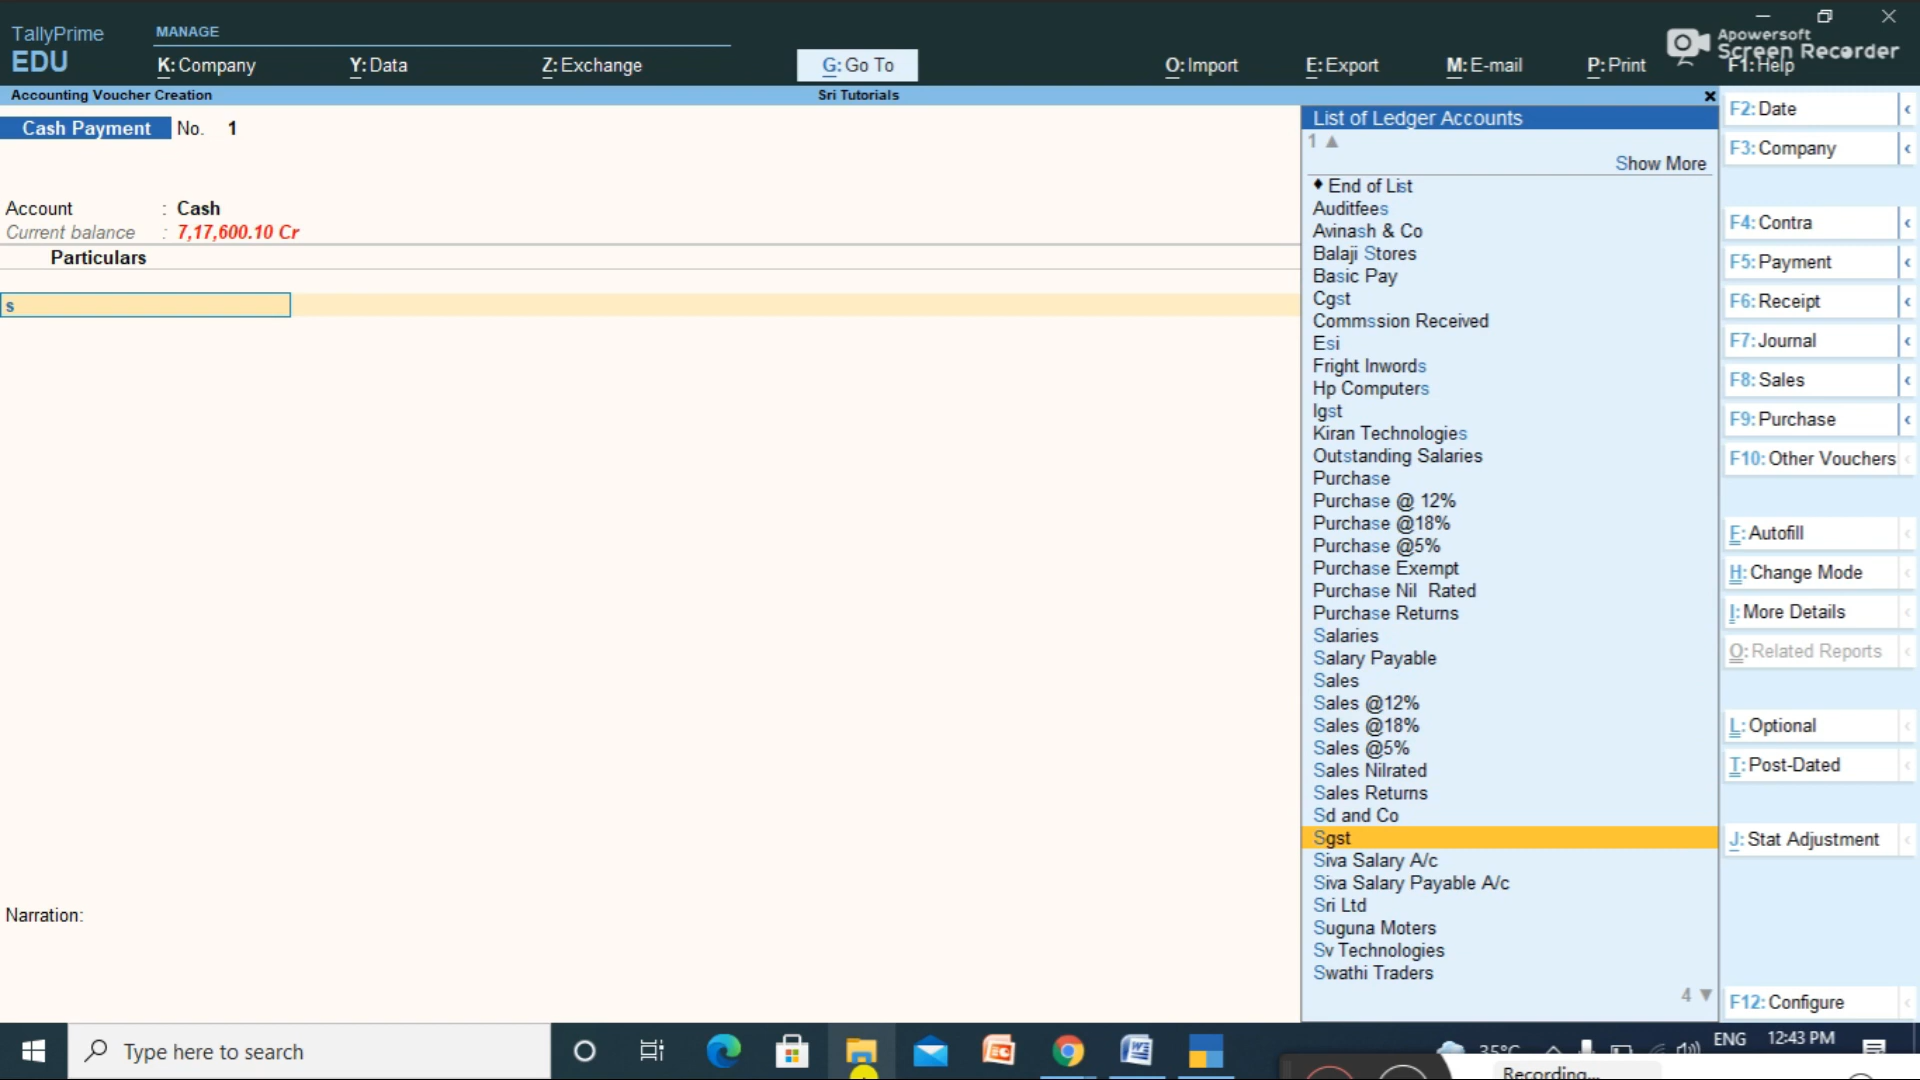 TallyPrime
EDU
MANAGE
K: Company
Y: Data
Z: Exchange
G: Go To
O: Import
E: Export
M: E-mail
P: Print
F1: Help
Apowersoft
Screen Recorder
Accounting Voucher Creation
Sri Tutorials
Cash Payment No. 1
Account : Cash
Current balance : 7,17,600.10 Cr
Particulars
s
Narration:
List of Ledger Accounts
1
Show More
End of List
Auditfees
Avinash & Co
Balaji Stores
Basic Pay
Cgst
Commssion Received
Esi
Fright Inwords
Hp Computers
Igst
Kiran Technologies
Outstanding Salaries
Purchase
Purchase @ 12%
Purchase @18%
Purchase @5%
Purchase Exempt
Purchase Nil Rated
Purchase Returns
Salaries
Salary Payable
Sales
Sales @12%
Sales @18%
Sales @5%
Sales Nilrated
Sales Returns
Sd and Co
Sgst
Siva Salary A/c
Siva Salary Payable A/c
Sri Ltd
Suguna Moters
Sv Technologies
Swathi Traders
4
F2: Date
F3: Company
F4: Contra
F5: Payment
F6: Receipt
F7: Journal
F8: Sales
F9: Purchase
F10: Other Vouchers
F: Autofill
H: Change Mode
I: More Details
O: Related Reports
L: Optional
T: Post-Dated
J: Stat Adjustment
F12: Configure
Type here to search
35°C
ENG
12:43 PM
Recording...